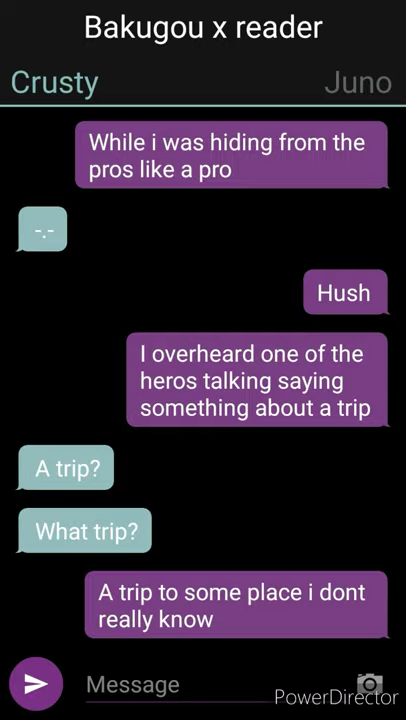 Bakugou x reader
Crusty
Juno
While i was hiding from the
pros like a pro
-.-
Hush
I overheard one of the
heros talking saying
something about a trip
A trip?
What trip?
A trip to some place i dont
really know
Message
PowerDirector